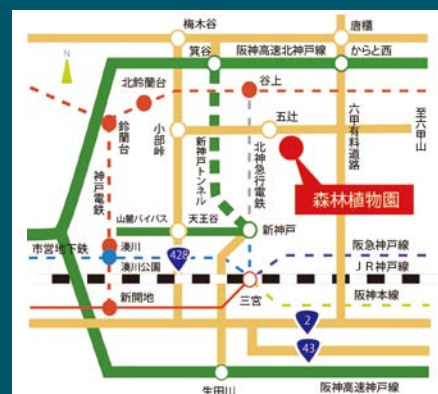 梅木谷
唐櫃
箕谷
阪神高速北神戸線
からと西
N
谷上
北鈴蘭台
五辻
鈴蘭台
小部峠
新神戸トンネル
北神急行電鉄
六甲有料道路
至六甲山
神戸電鉄
森林植物園
山麓バイパス
天王谷
新神戸
市営地下鉄
湊川
阪急神戸線
湊川公園
428
JR神戸線
新開地
三宮
阪神本線
2
43
生田川
阪神高速神戸線